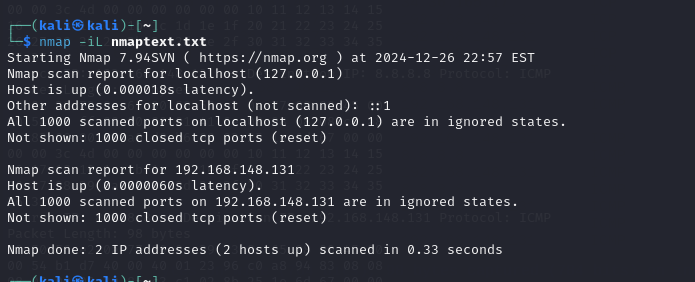 (kali㉿kali)-[~]
$ nmap -iL nmaptext.txt
Starting Nmap 7.94SVN ( https://nmap.org ) at 2024-12-26 22:57 EST
Nmap scan report for localhost (127.0.0.1)
Host is up (0.000018s latency).
Other addresses for localhost (not scanned): ::1
All 1000 scanned ports on localhost (127.0.0.1) are in ignored states.
Not shown: 1000 closed tcp ports (reset)
Nmap scan report for 192.168.148.131
Host is up (0.0000060s latency).
All 1000 scanned ports on 192.168.148.131 are in ignored states.
Not shown: 1000 closed tcp ports (reset)
Nmap done: 2 IP addresses (2 hosts up) scanned in 0.33 seconds
(kali㉿kali)-[~]